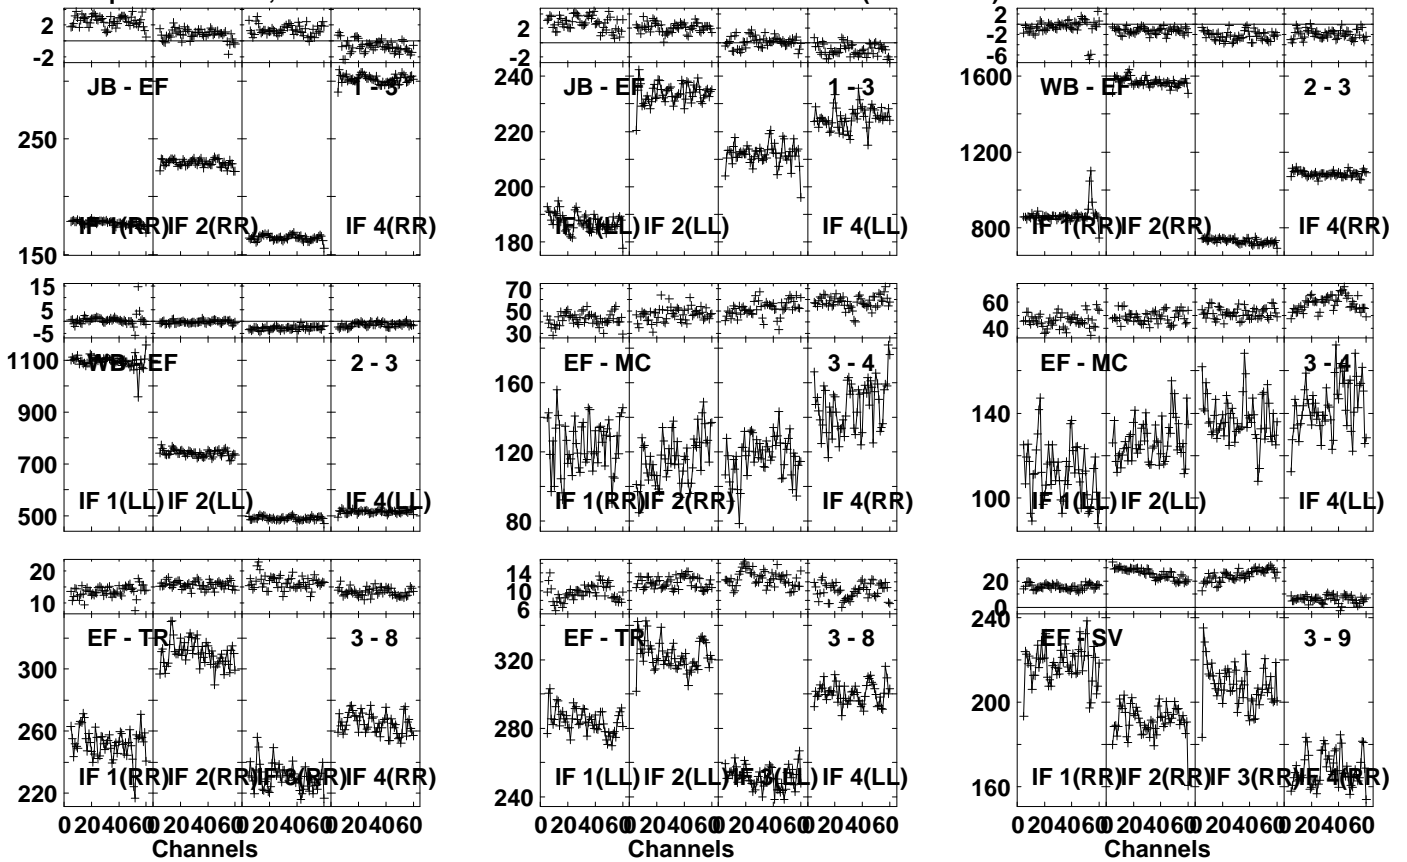 2
-2
JB - EF
1 - 3
250
150
IF 1(RR)
IF 2(RR)
IF 4(RR)
2
-2
240
220
200
180
JB - EF
1 - 3
IF 1(LL)
IF 2(LL)
IF 4(LL)
2
-2
-6
1600
1200
800
WB - EF
2 - 3
IF 1(RR)
IF 2(RR)
IF 4(RR)
15
5
-5
1100
900
700
500
WB - EF
2 - 3
IF 1(LL)
IF 2(LL)
IF 4(LL)
70
50
30
160
120
80
EF - MC
3 - 4
IF 1(RR)
IF 2(RR)
IF 4(RR)
60
40
140
100
EF - MC
3 - 4
IF 1(LL)
IF 2(LL)
IF 4(LL)
20
10
300
260
220
EF - TR
3 - 8
IF 1(RR)
IF 2(RR)
IF 3(RR)
IF 4(RR)
0 204060 0 204060 0 204060 0 204060
Channels
14
10
6
320
280
240
EF - TR
3 - 8
IF 1(LL)
IF 2(LL)
IF 3(LL)
IF 4(LL)
0 204060 0 204060 0 204060 0 204060
Channels
20
0
240
200
160
EF - SV
3 - 9
IF 1(RR)
IF 2(RR)
IF 3(RR)
IF 4(RR)
0 204060 0 204060 0 204060 0 204060
Channels